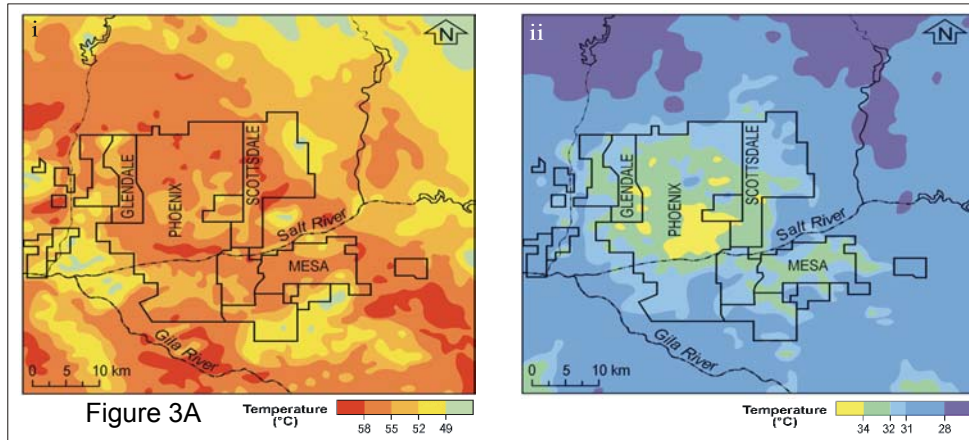 i
N
GLENDALE
PHOENIX
SCOTTSDALE
Salt River
MESA
Gila River
0 5 10 km
Figure 3A
Temperature
(°C)
58 55 52 49
ii
N
GLENDALE
PHOENIX
SCOTTSDALE
Salt River
MESA
Gila River
0 5 10 km
Temperature
(°C)
34 32 31 28